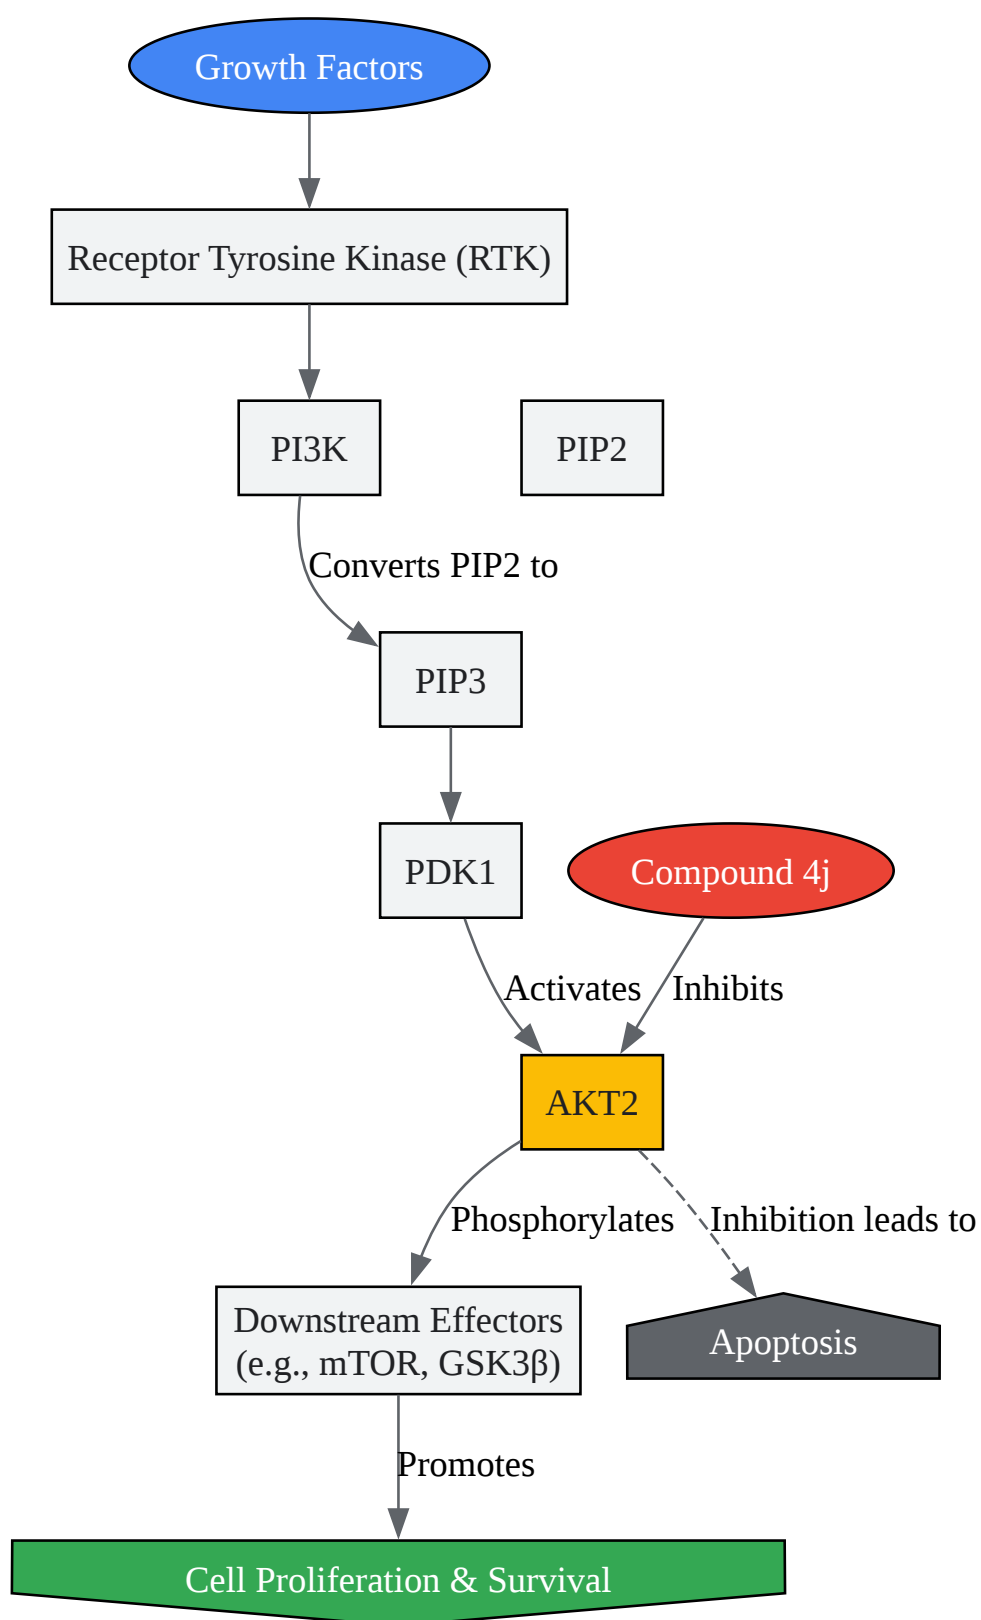 Growth Factors
Receptor Tyrosine Kinase (RTK)
PI3K
PIP2
Converts PIP2 to
PIP3
PDK1
Compound 4j
Activates
Inhibits
AKT2
Phosphorylates
Inhibition leads to
Downstream Effectors
(e.g., mTOR, GSK3β)
Apoptosis
Promotes
Cell Proliferation & Survival